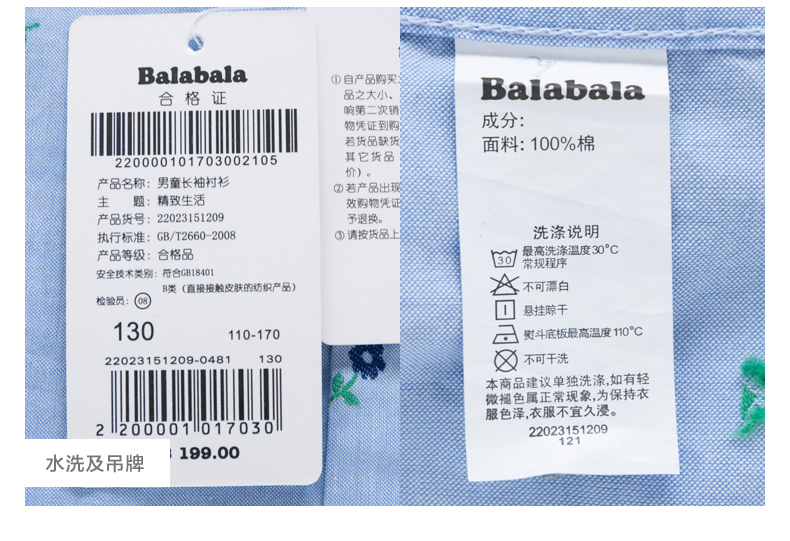 Balabala
合格证
220000101703002105
产品名称：男童长袖衬衫
主　　题：精致生活
产品货号：22023151209
执行标准：GB/T2660-2008
产品等级：合格品
安全技术类别：符合GB18401
B类（直接接触皮肤的纺织产品）
检验员：08
130 110-170
22023151209-0481 130
2 200001 017030
199.00
水洗及吊牌
①自产品购买
品之大小、
响第二次销
物凭证到购
若货品缺货
其它货品
价）。
②若产品出现
效购物凭证
予退换。
③请按货品上
Balabala
成分:
面料: 100%棉
洗涤说明
30 最高洗涤温度30°C
常规程序
不可漂白
悬挂晾干
熨斗底板最高温度110°C
不可干洗
本商品建议单独洗涤,如有轻
微褪色属正常现象,为保持衣
服色泽,衣服不宜久浸。
22023151209
121